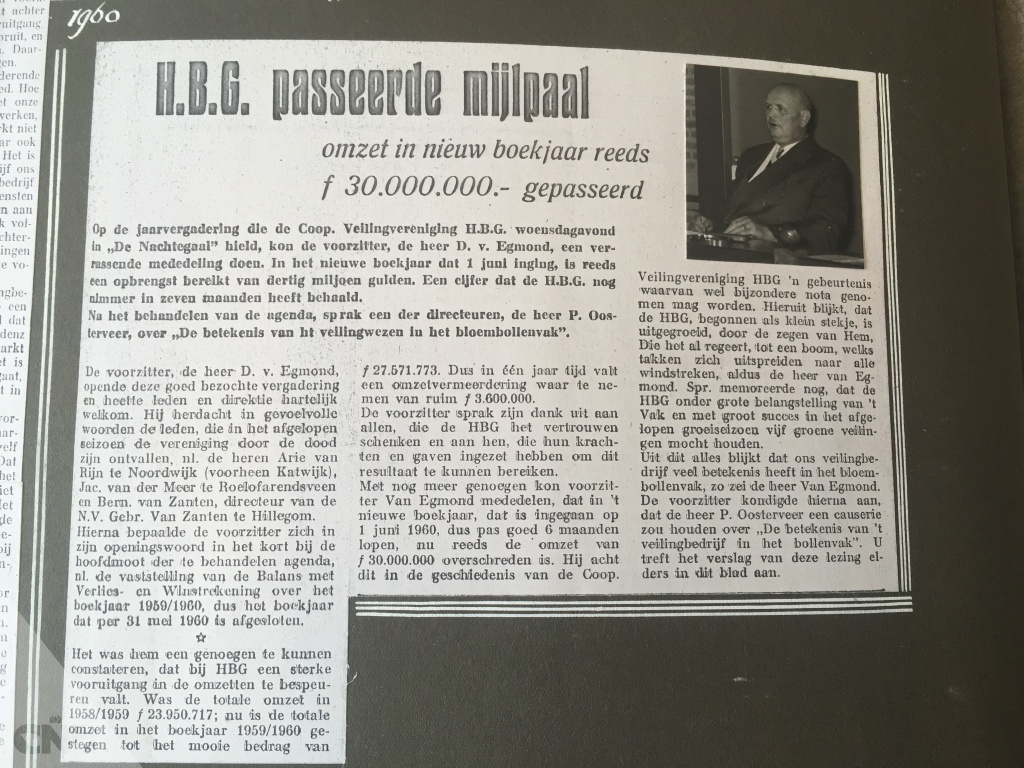 1960
H.B.G. passeerde mijlpaal
omzet in nieuw boekjaar reeds
ƒ 30.000.000.- gepasseerd
Op de jaarvergadering die de Coop. Veilingvereniging H.B.G. woensdagavond
in „De Nachtegaal” hield, kon de voorzitter, de heer D. v. Egmond, een ver-
rassende mededeling doen. In het nieuwe boekjaar dat 1 juni inging, is reeds
een opbrengst bereikt van dertig miljoen gulden. Een cijfer dat de H.B.G. nog
nimmer in zeven maanden heeft behaald.
Na het behandelen van de agenda, sprak een der directeuren, de heer P. Oos-
terveer, over „De betekenis van ht veilingwezen in het bloembollenvak”.
De voorzitter, de heer D. v. Egmond,
opende deze goed bezochte vergadering
en heette leden en direktie hartelijk
welkom. Hij herdacht in gevoelvolle
woorden de leden, die in het afgelopen
seizoen de vereniging door de dood
zijn ontvallen, nl. de heren Arie van
Rijn te Noordwijk (voorheen Katwijk),
Jac. van der Meer te Roelofarendsveen
en Bern. van Zanten, directeur van de
N.V. Gebr. Van Zanten te Hillegom.
Hierna bepaalde de voorzitter zich in
zijn openingswoord in het kort bij de
hoofdmoot der te behandelen agenda,
nl. de vaststelling van de Balans met
Verlies- en Winstrekening over het
boekjaar 1959/1960, dus het boekjaar
dat per 31 mei 1960 is afgesloten.
☆
Het was hem een genoegen te kunnen
constateren, dat bij HBG een sterke
vooruitgang in de omzetten te bespeu-
ren valt. Was de totale omzet in
1958/1959 ƒ 23.950.717; nu is de totale
omzet in het boekjaar 1959/1960 ge-
stegen tot het mooie bedrag van
ƒ 27.571.773. Dus in één jaar tijd valt
een omzetvermeerdering waar te ne-
men van ruim ƒ 3.600.000.
De voorzitter sprak zijn dank uit aan
allen, die de HBG het vertrouwen
schenken en aan hen, die hun krach-
ten en gaven ingezet hebben om dit
resultaat te kunnen bereiken.
Met nog meer genoegen kon voorzit-
ter Van Egmond mededelen, dat in 't
nieuwe boekjaar, dat is ingegaan op
1 juni 1960, dus pas goed 6 maanden
lopen, nu reeds de omzet van
ƒ 30.000.000 overschreden is. Hij acht
dit in de geschiedenis van de Coop.
Veilingvereniging HBG 'n gebeurtenis
waarvan wel bijzondere nota geno-
men mag worden. Hieruit blijkt, dat
de HBG, begonnen als klein stekje, is
uitgegroeid, door de zegen van Hem,
Die het al regeert, tot een boom, welks
takken zich uitspreiden naar alle
windstreken, aldus de heer van Eg-
mond. Spr. memoreerde nog, dat de
HBG onder grote belangstelling van 't
Vak en met groot succes in het afge-
lopen groeiseizoen vijf groene veilin-
gen mocht houden.
Uit dit alles blijkt dat ons veilingbe-
drijf veel betekenis heeft in het bloem-
bollenvak, zo zei de heer Van Egmond.
De voorzitter kondigde hierna aan,
dat de heer P. Oosterveer een causerie
zou houden over „De betekenis van 't
veilingbedrijf in het bollenvak”. U
treft het verslag van deze lezing el-
ders in dit blad aan.